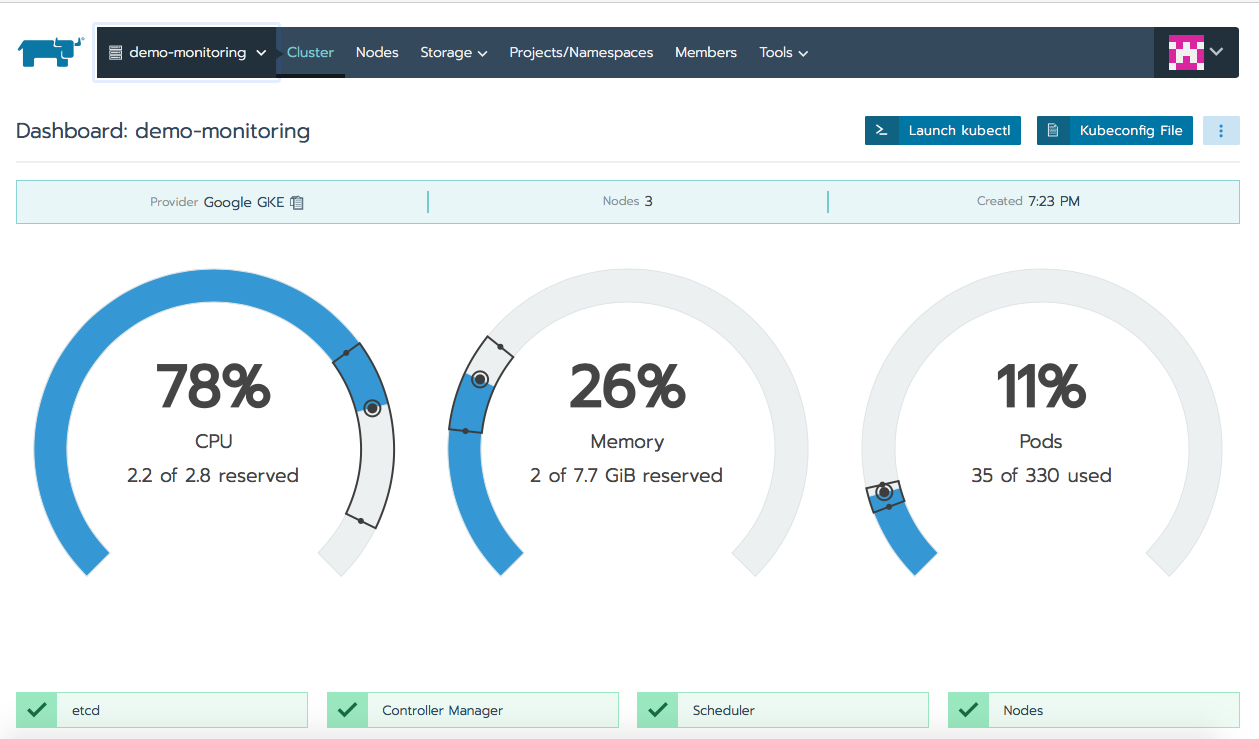 demo-monitoring Cluster Nodes Storage Projects/Namespaces Members Tools
Dashboard: demo-monitoring Launch kubectl Kubeconfig File
Provider Google GKE Nodes 3 Created 7:23 PM
78% 26% 11%
CPU Memory Pods
2.2 of 2.8 reserved 2 of 7.7 GiB reserved 35 of 330 used
etcd Controller Manager Scheduler Nodes